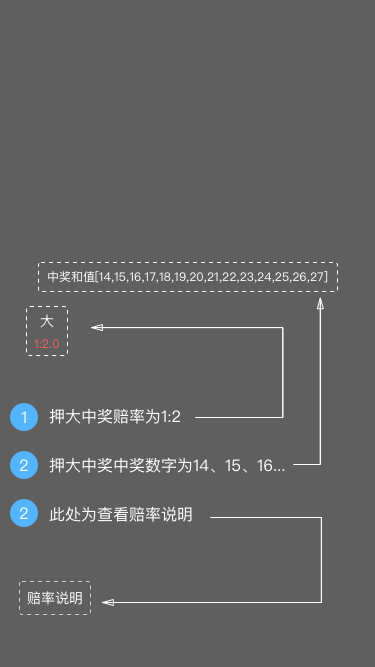 中奖和值[14,15,16,17,18,19,20,21,22,23,24,25,26,27]
大
1:2.0
1 押大中奖赔率为1:2
2 押大中奖中奖数字为14、15、16...
2 此处为查看赔率说明
赔率说明